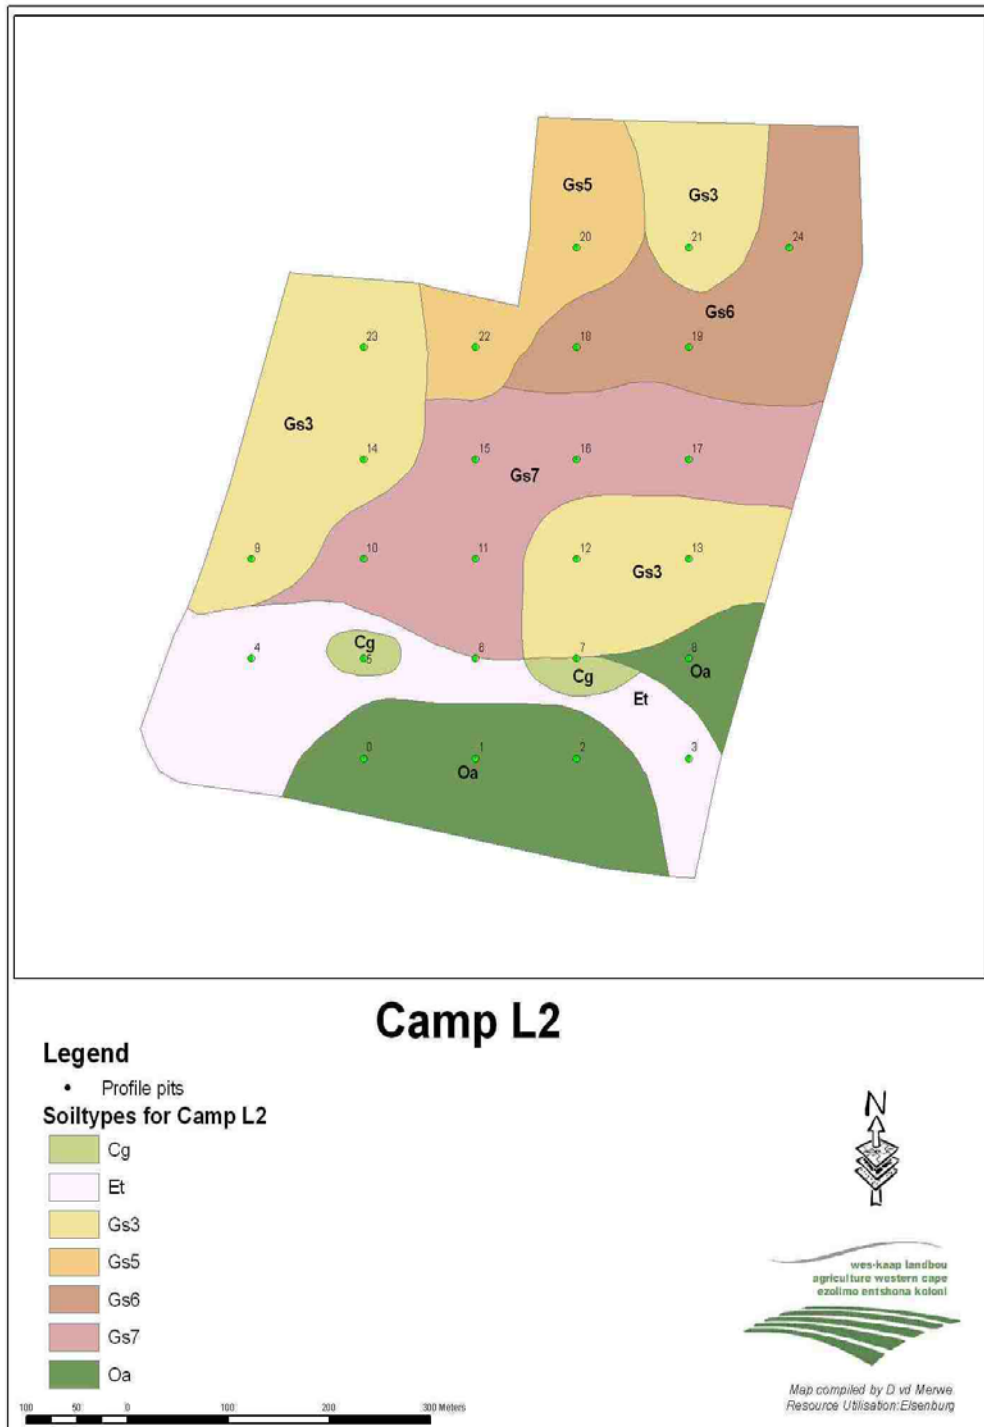 Gs5
Gs3
20
21
24
Gs6
23
22
18
19
Gs3
14
15
16
17
Gs7
9
10
11
12
13
Gs3
4
Cg
5
6
7
8
Cg
Oa
Et
0
1
2
3
Oa
Camp L2
Legend
Profile pits
Soiltypes for Camp L2
Cg
Et
Gs3
Gs5
Gs6
Gs7
Oa
N
wes-kaap landbou
agriculture western cape
ezolimo entshona koloni
Map compiled by D vd Merwe
Resource Utilisation:Elsenburg
100 50 0 100 200 300 Meters